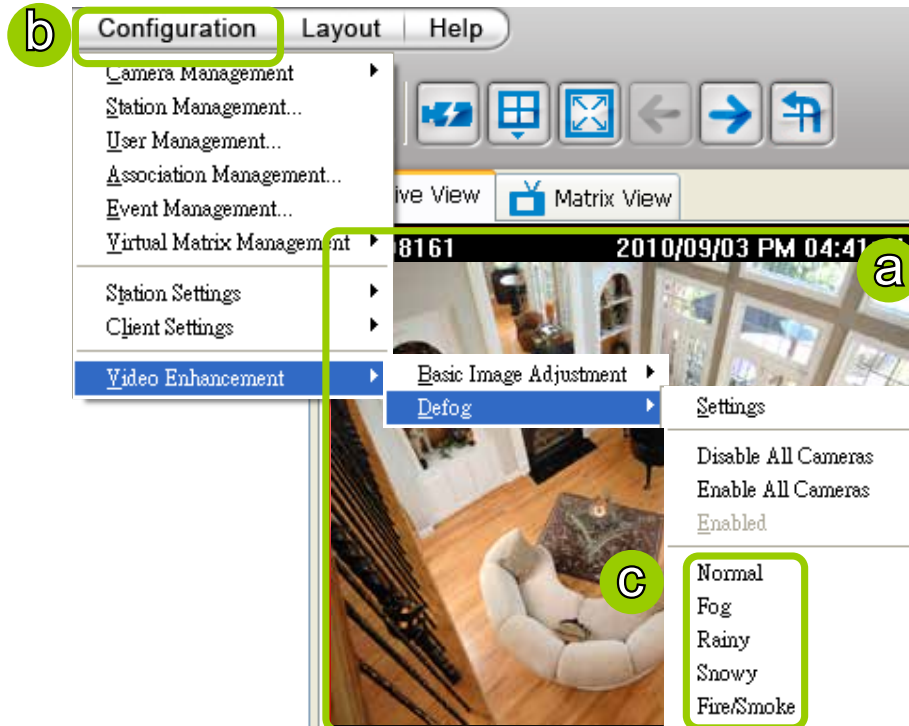 b
Configuration Layout Help
Camera Management
Station Management...
User Management...
Association Management...
Event Management...
Virtual Matrix Management
Station Settings
Client Settings
Video Enhancement
ive View
Matrix View
8161 2010/09/03 PM 04:41
a
Basic Image Adjustment
Defog
Settings
Disable All Cameras
Enable All Cameras
Enabled
c
Normal
Fog
Rainy
Snowy
Fire/Smoke